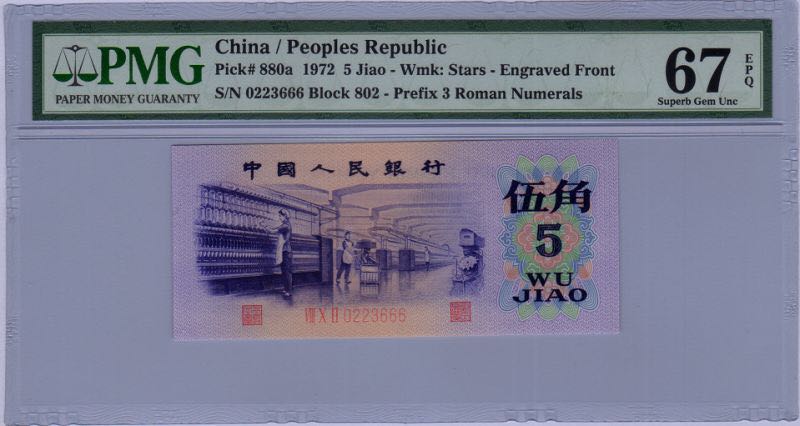 PMG
PAPER MONEY GUARANTY
China / Peoples Republic
Pick# 880a 1972 5 Jiao - Wmk: Stars - Engraved Front
S/N 0223666 Block 802 - Prefix 3 Roman Numerals
67
EPQ
Superb Gem Unc
中國人民銀行
伍角
5
WU
JIAO
VIII X II 0223666